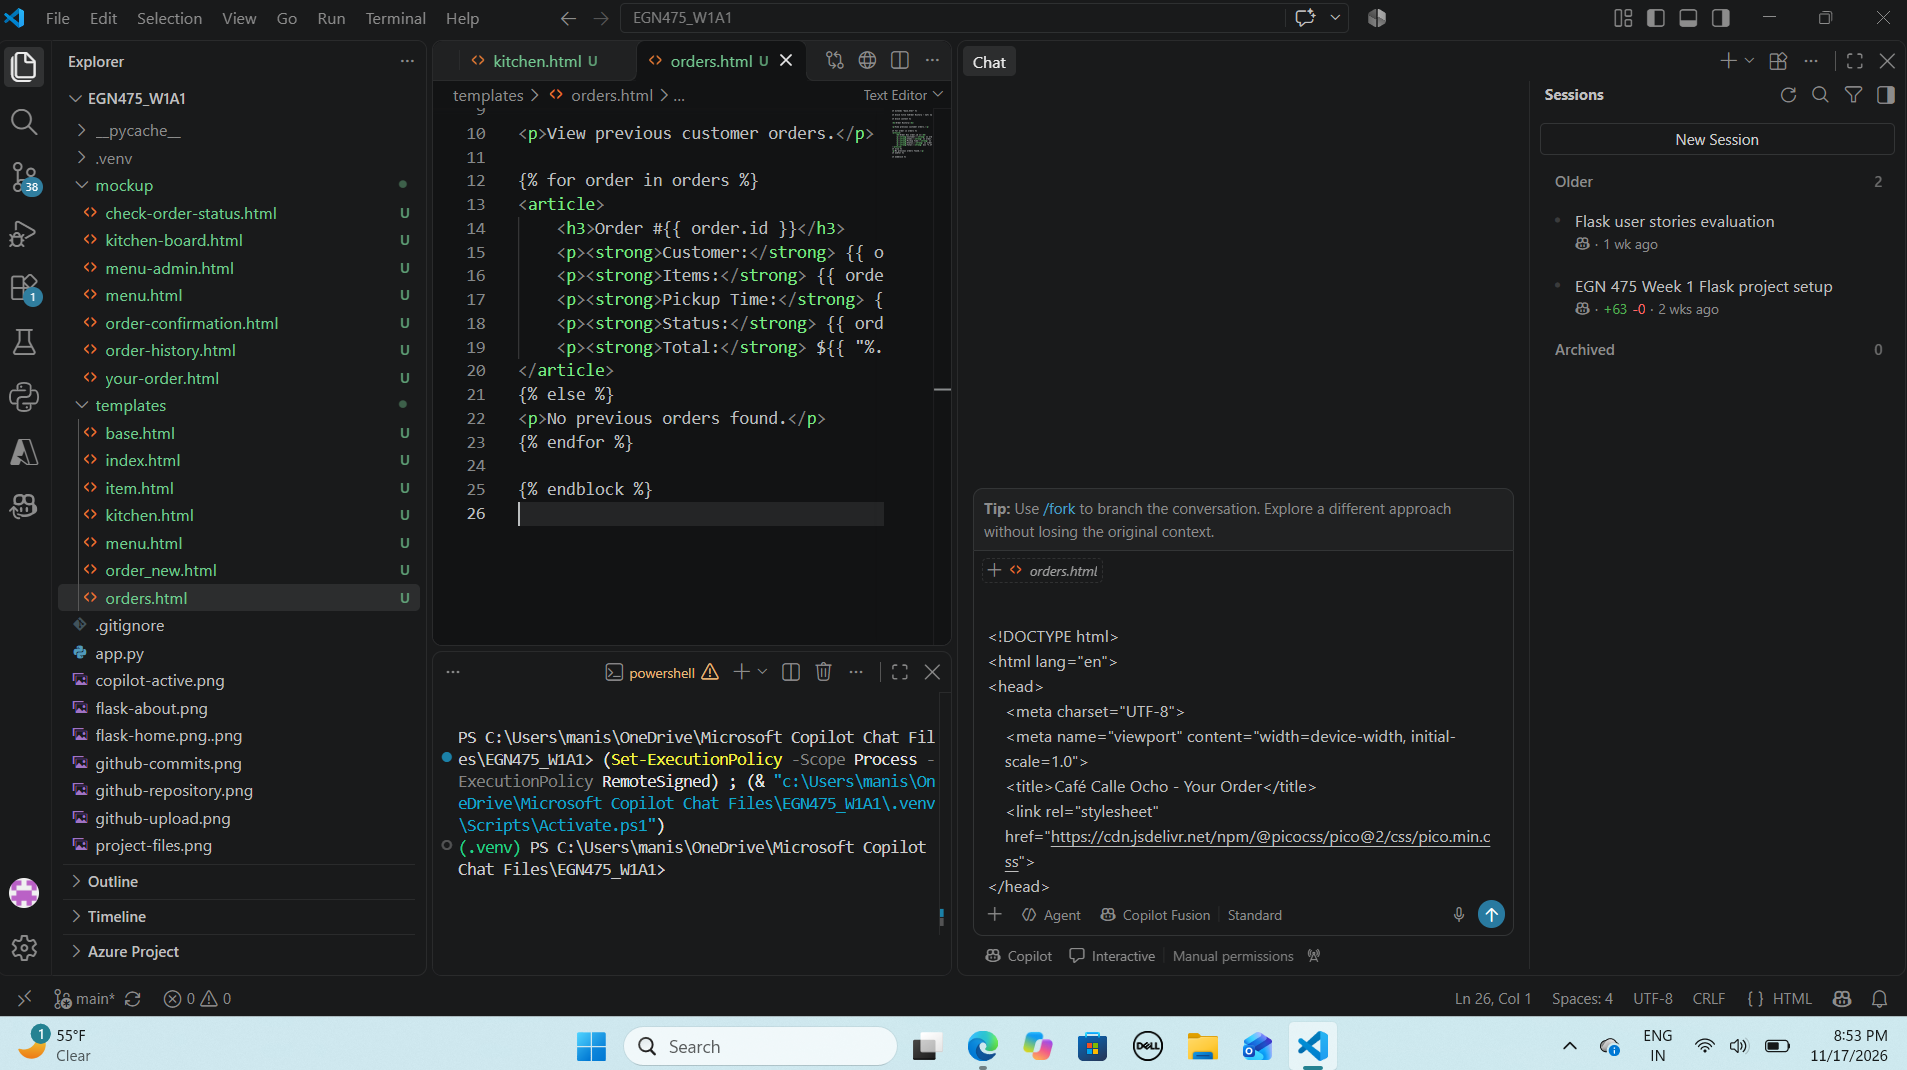 File Edit Selection View Go Run Terminal Help
EGN475_W1A1
Explorer
EGN475_W1A1
__pycache__
.venv
mockup
check-order-status.html U
kitchen-board.html U
menu-admin.html U
menu.html U
order-confirmation.html U
order-history.html U
your-order.html U
templates
base.html U
index.html U
item.html U
kitchen.html U
menu.html U
order_new.html U
orders.html U
.gitignore
app.py
copilot-active.png
flask-about.png
flask-home.png..png
github-commits.png
github-repository.png
github-upload.png
project-files.png
Outline
Timeline
Azure Project
38
1
kitchen.html U
orders.html U
templates > orders.html > ...
Text Editor
9
10 <p>View previous customer orders.</p>
11
12 {% for order in orders %}
13 <article>
14 <h3>Order #{{ order.id }}</h3>
15 <p><strong>Customer:</strong> {{ o
16 <p><strong>Items:</strong> {{ orde
17 <p><strong>Pickup Time:</strong> {
18 <p><strong>Status:</strong> {{ ord
19 <p><strong>Total:</strong> ${{ "%.
20 </article>
21 {% else %}
22 <p>No previous orders found.</p>
23 {% endfor %}
24
25 {% endblock %}
26
powershell
PS C:\Users\manis\OneDrive\Microsoft Copilot Chat Fil
es\EGN475_W1A1> (Set-ExecutionPolicy -Scope Process -
ExecutionPolicy RemoteSigned) ; (& "c:\Users\manis\On
eDrive\Microsoft Copilot Chat Files\EGN475_W1A1\.venv
\Scripts\Activate.ps1")
(.venv) PS C:\Users\manis\OneDrive\Microsoft Copilot
Chat Files\EGN475_W1A1>
Chat
Tip: Use /fork to branch the conversation. Explore a different approach
without losing the original context.
orders.html
<!DOCTYPE html>
<html lang="en">
<head>
<meta charset="UTF-8">
<meta name="viewport" content="width=device-width, initial-
scale=1.0">
<title>Café Calle Ocho - Your Order</title>
<link rel="stylesheet"
href="https://cdn.jsdelivr.net/npm/@picocss/pico@2/css/pico.min.c
ss">
</head>
Agent Copilot Fusion Standard
Copilot Interactive Manual permissions
Sessions
New Session
Older 2
Flask user stories evaluation
· 1 wk ago
EGN 475 Week 1 Flask project setup
· +63 -0 · 2 wks ago
Archived 0
main* 0 0
Ln 26, Col 1 Spaces: 4 UTF-8 CRLF { } HTML
1
55°F
Clear
Search
DELL
ENG
IN
8:53 PM
11/17/2026